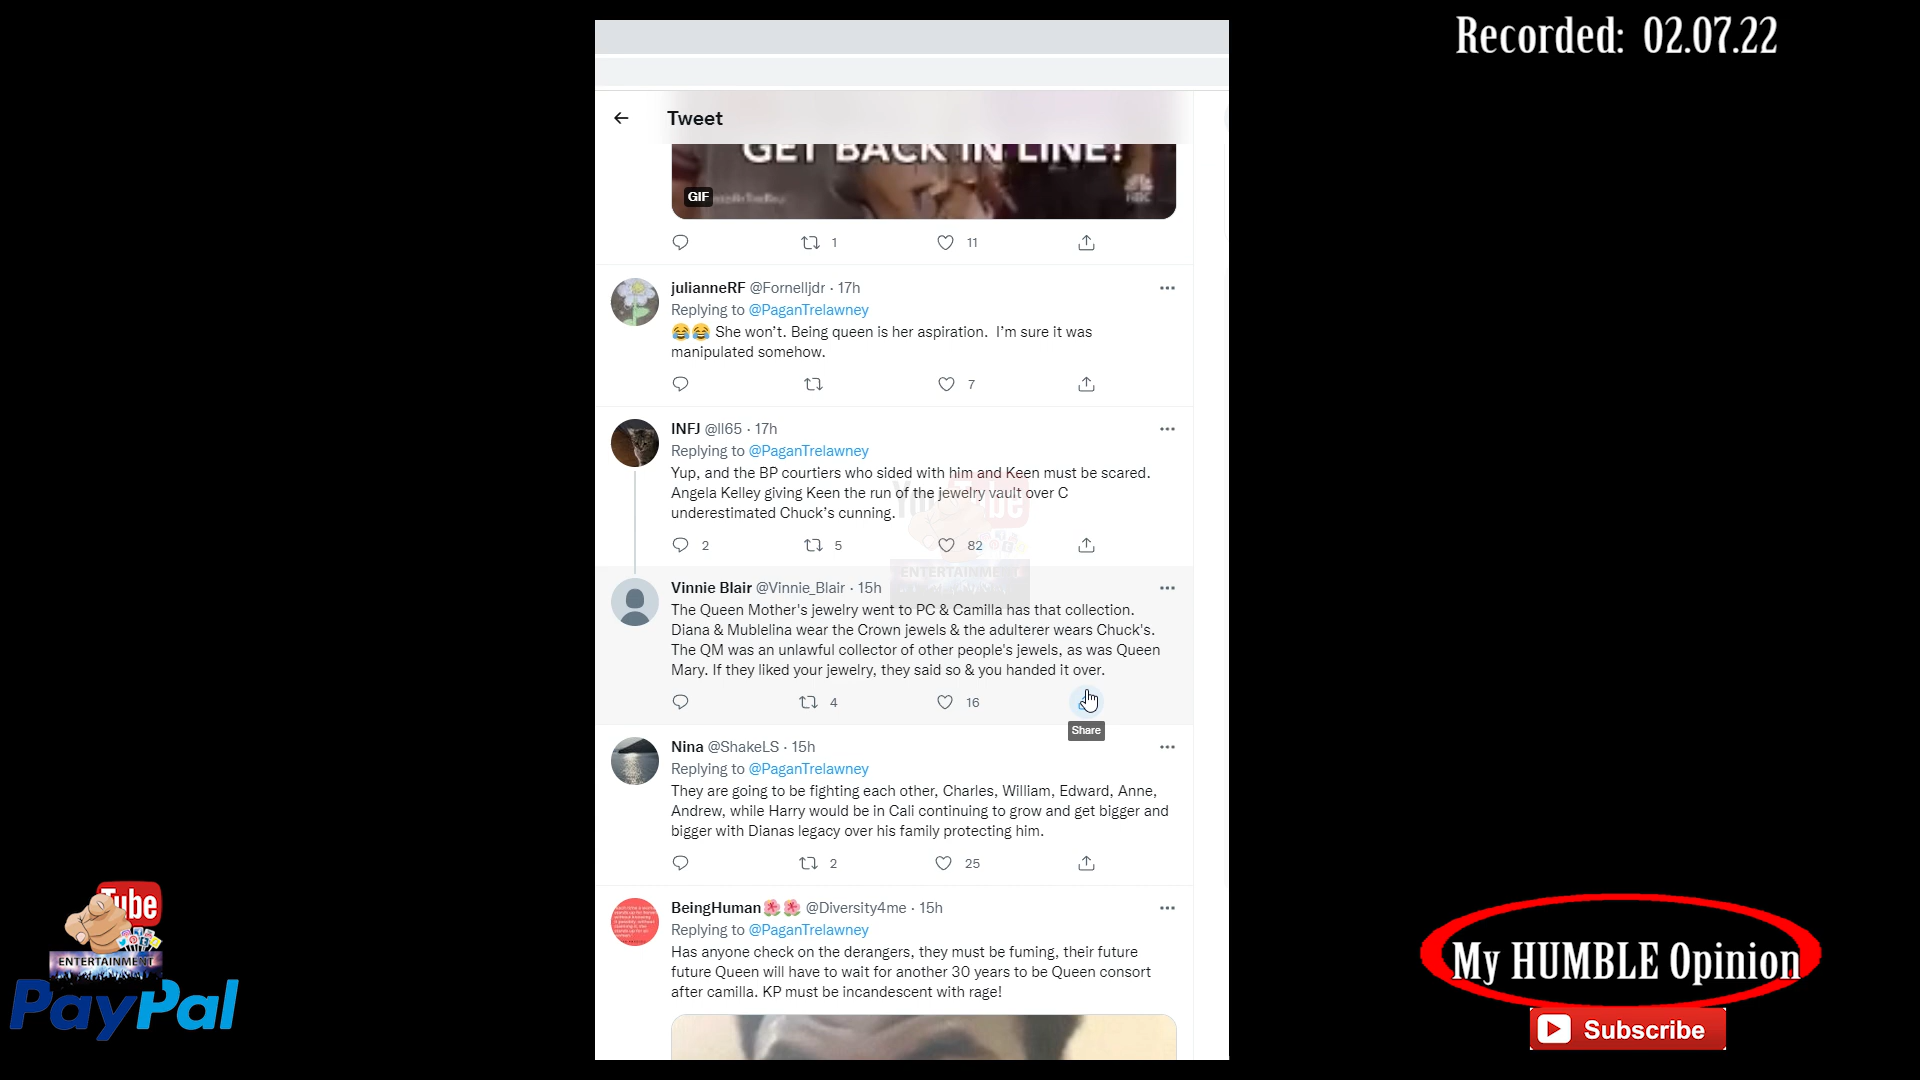 Recorded: 02.07.22
Tweet
GET BACK IN LINE!
GIF
NBC
1
11
julianneRF @Fornelljdr · 17h
Replying to @PaganTrelawney
😂😂 She won’t. Being queen is her aspiration. I’m sure it was
manipulated somehow.
7
INFJ @ll65 · 17h
Replying to @PaganTrelawney
Yup, and the BP courtiers who sided with him and Keen must be scared.
Angela Kelley giving Keen the run of the jewelry vault over C
underestimated Chuck’s cunning.
2
5
82
YouTube
ENTERTAINMENT
Vinnie Blair @Vinnie_Blair · 15h
The Queen Mother's jewelry went to PC & Camilla has that collection.
Diana & Mublelina wear the Crown jewels & the adulterer wears Chuck's.
The QM was an unlawful collector of other people's jewels, as was Queen
Mary. If they liked your jewelry, they said so & you handed it over.
4
16
Share
Nina @ShakeLS · 15h
Replying to @PaganTrelawney
They are going to be fighting each other, Charles, William, Edward, Anne,
Andrew, while Harry would be in Cali continuing to grow and get bigger and
bigger with Dianas legacy over his family protecting him.
2
25
BeingHuman🌺🌺 @Diversity4me · 15h
Replying to @PaganTrelawney
Has anyone check on the derangers, they must be fuming, their future
future Queen will have to wait for another 30 years to be Queen consort
after camilla. KP must be incandescent with rage!
Tube
ENTERTAINMENT
PayPal
My HUMBLE Opinion
Subscribe